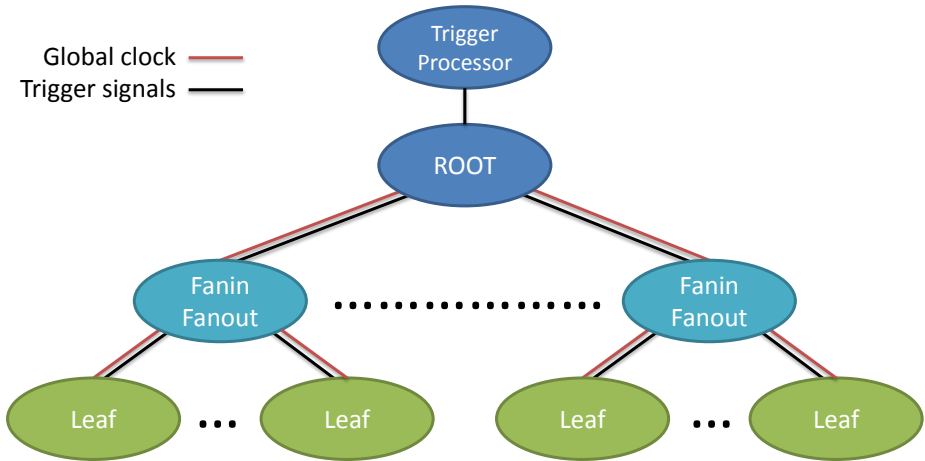 Trigger
Processor
Global clock
Trigger signals
ROOT
Fanin
Fanout
Fanin
Fanout
Leaf
Leaf
Leaf
Leaf